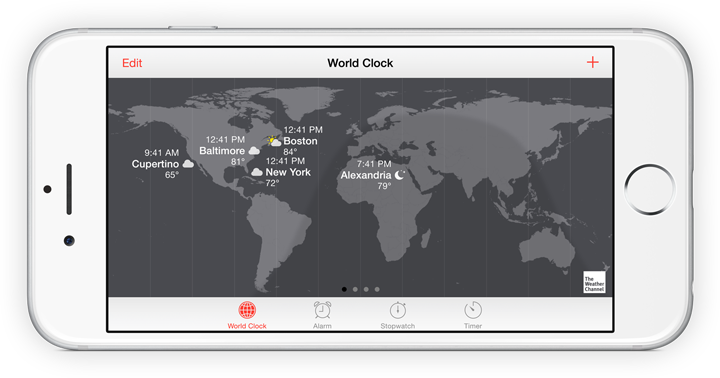 Edit
World Clock
+
12:41 PM
Boston
84°
12:41 PM
Baltimore
81°
9:41 AM
Cupertino
65°
12:41 PM
New York
72°
7:41 PM
Alexandria
79°
The
Weather
Channel
World Clock
Alarm
Stopwatch
Timer